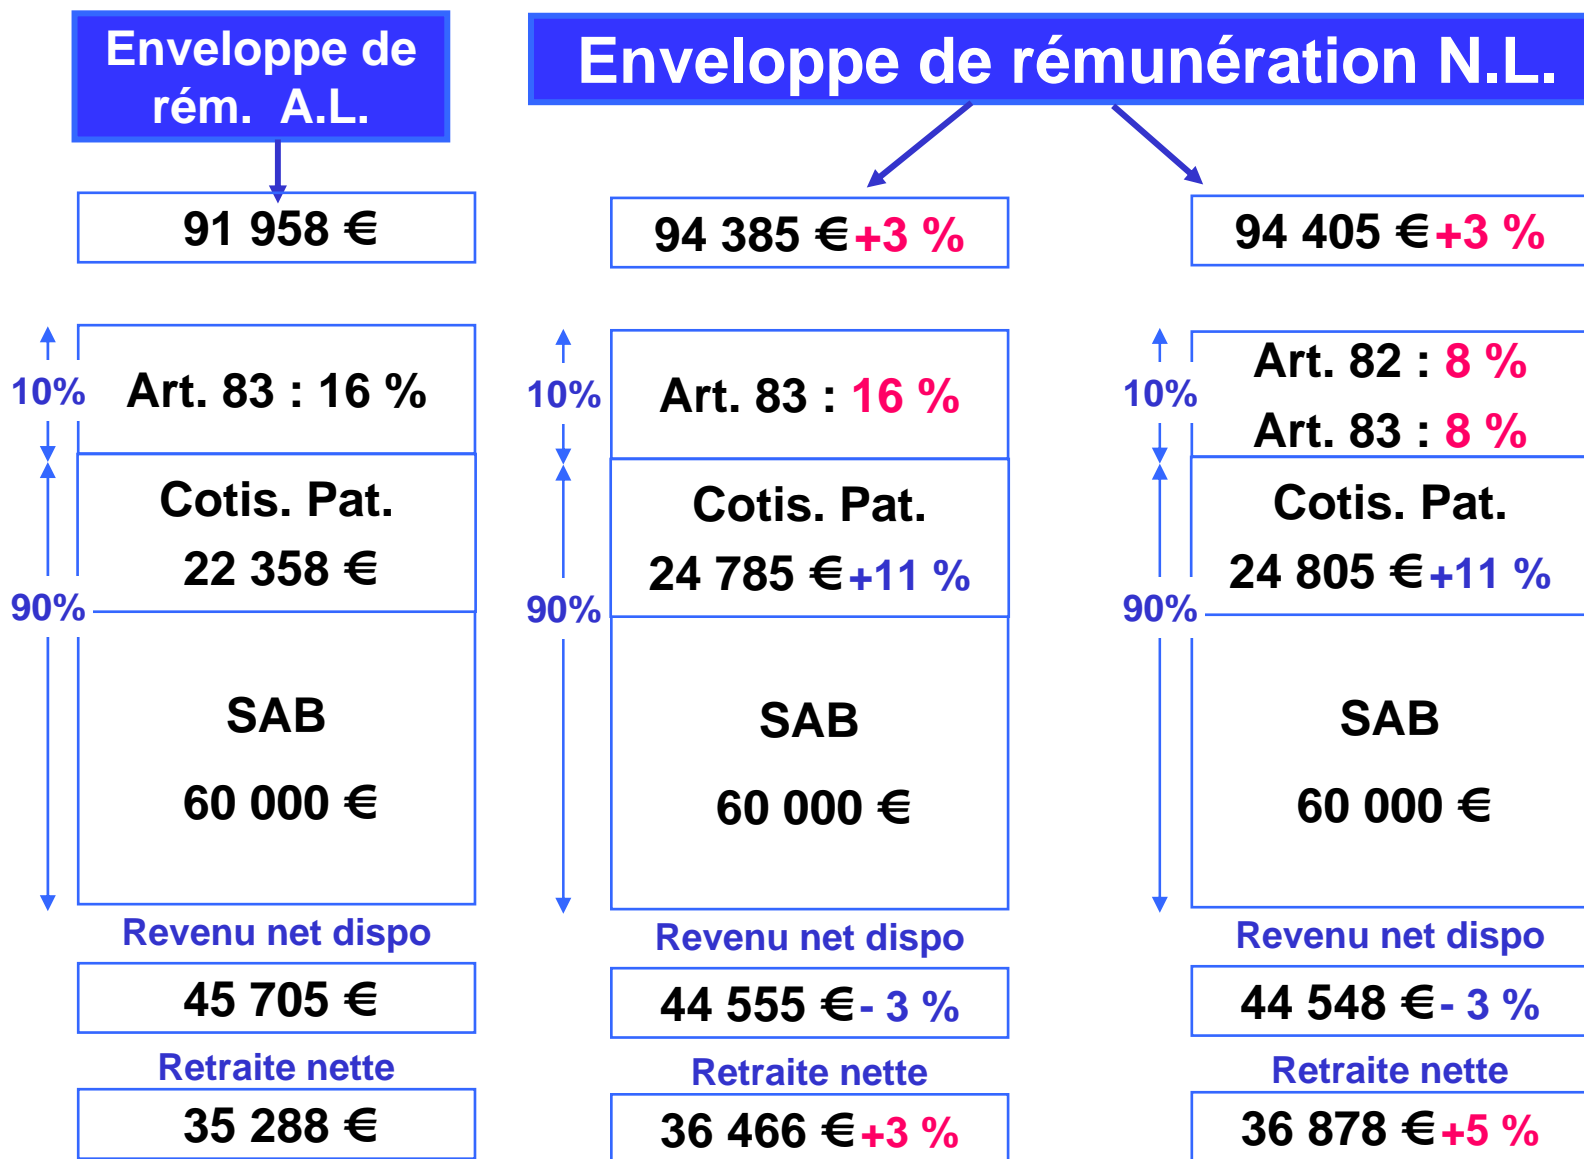 Enveloppe de
rém. A.L.
91 958 €
10%
Art. 83 : 16 %
90%
Cotis. Pat.
22 358 €
SAB
60 000 €
Revenu net dispo
45 705 €
Retraite nette
35 288 €
Enveloppe de rémunération N.L.
94 385 € +3 %
10%
Art. 83 : 16 %
90%
Cotis. Pat.
24 785 € +11 %
SAB
60 000 €
Revenu net dispo
44 555 € - 3 %
Retraite nette
36 466 € +3 %
94 405 € +3 %
10%
Art. 82 : 8 %
Art. 83 : 8 %
90%
Cotis. Pat.
24 805 € +11 %
SAB
60 000 €
Revenu net dispo
44 548 € - 3 %
Retraite nette
36 878 € +5 %